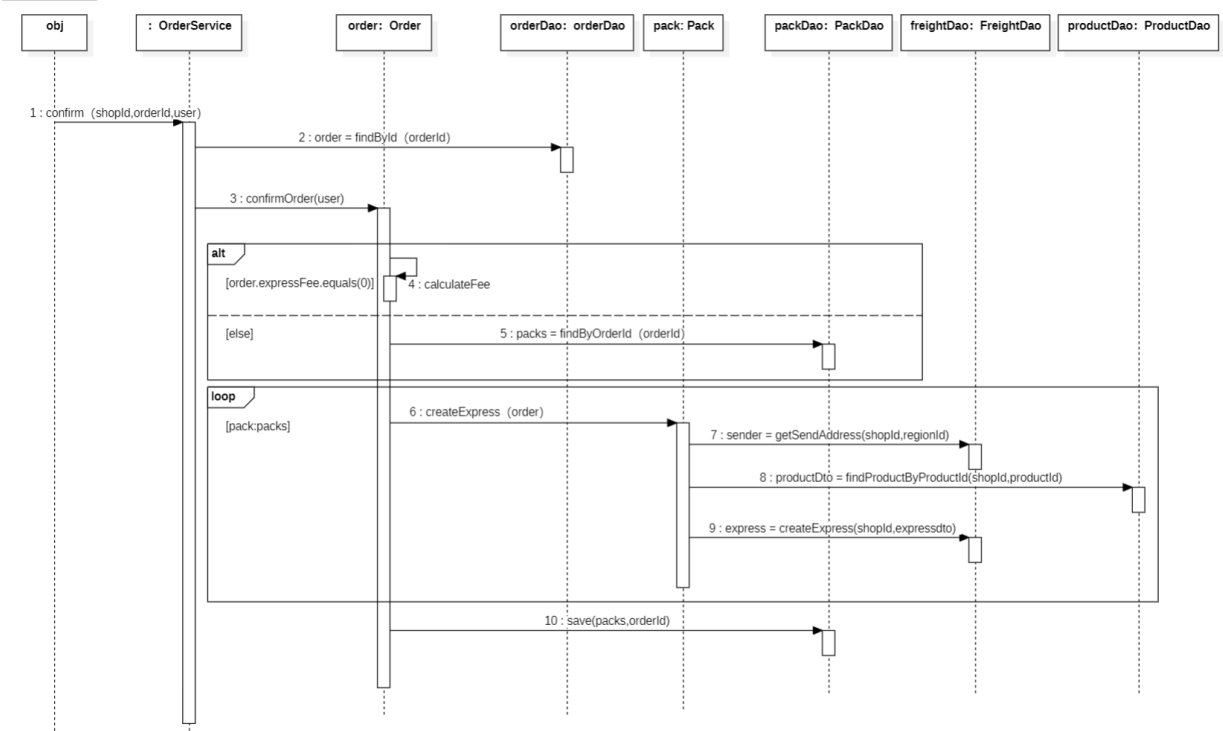 obj
: OrderService
order: Order
orderDao: orderDao
pack: Pack
packDao: PackDao
freightDao: FreightDao
productDao: ProductDao
1 : confirm（shopId,orderId,user)
2 : order = findById（orderId)
3 : confirmOrder(user)
alt
[order.expressFee.equals(0)]
4 : calculateFee
[else]
5 : packs = findByOrderId（orderId)
loop
[pack:packs]
6 : createExpress（order)
7 : sender = getSendAddress(shopId,regionId)
8 : productDto = findProductByProductId(shopId,productId)
9 : express = createExpress(shopId,expressdto)
10 : save(packs,orderId)